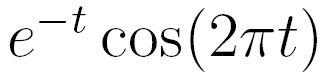 e^{-t} cos(2πt)